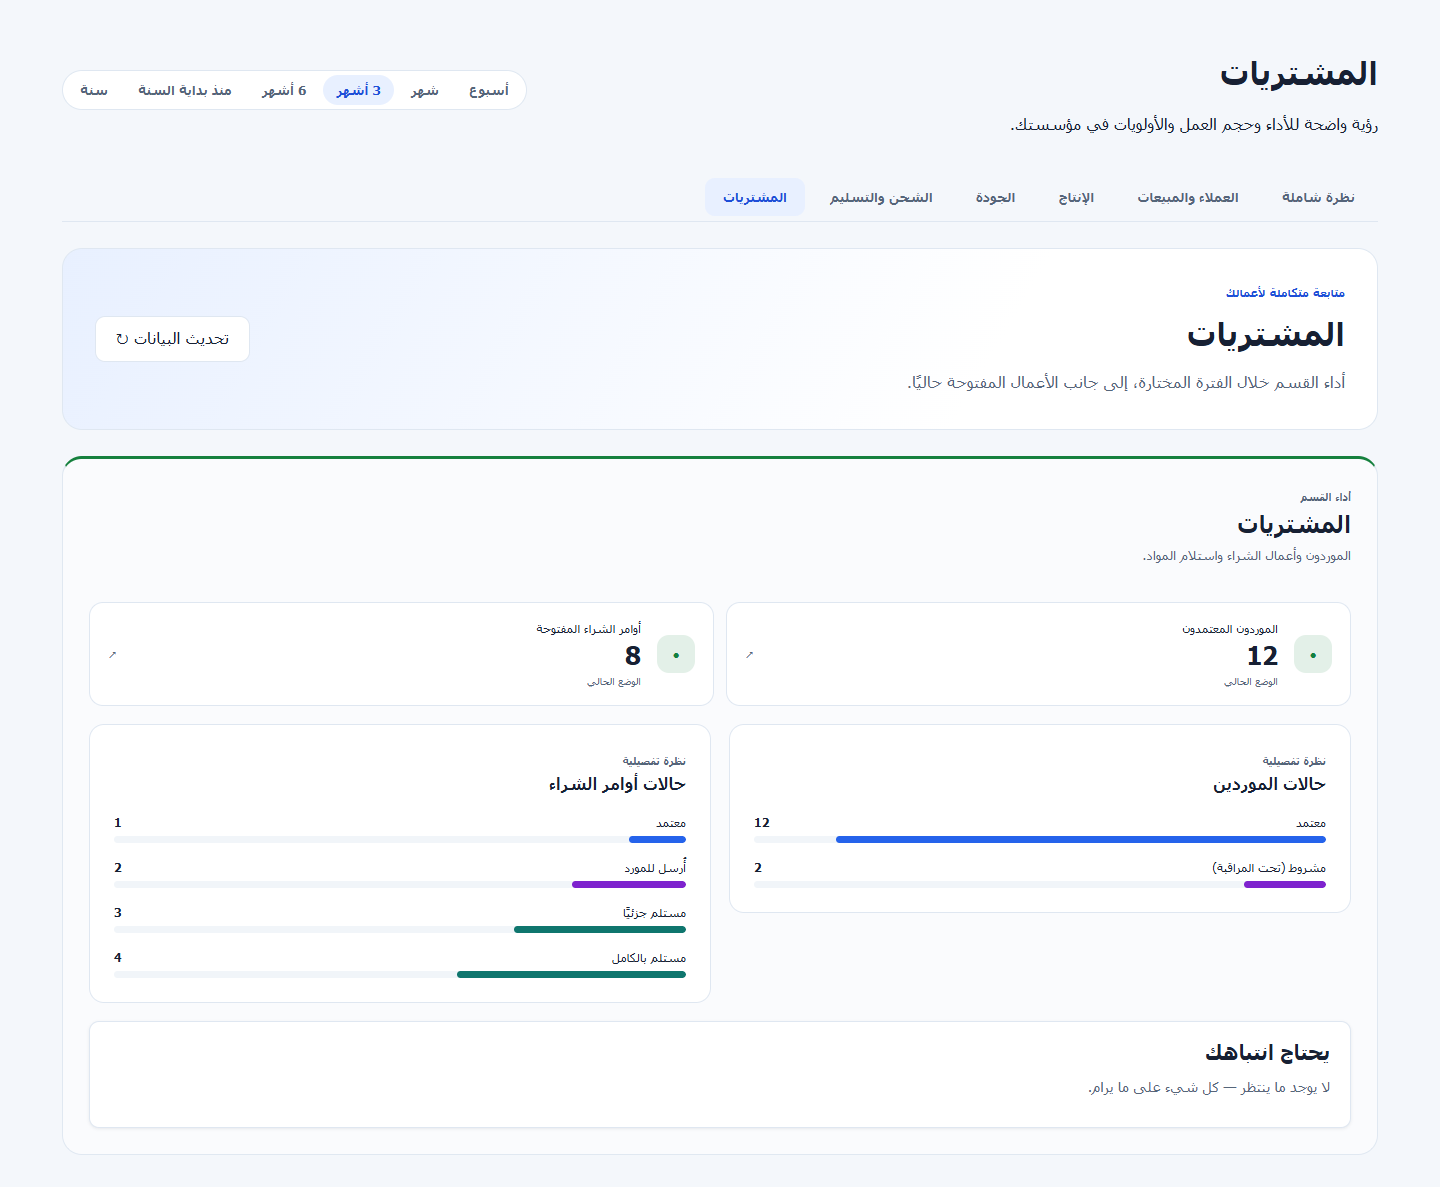 المشتريات
رؤية واضحة للأداء وحجم العمل والأولويات في مؤسستك.
أسبوع
شهر
3 أشهر
6 أشهر
منذ بداية السنة
سنة
نظرة شاملة
العملاء والمبيعات
الإنتاج
الجودة
الشحن والتسليم
المشتريات
متابعة متكاملة لأعمالك
المشتريات
أداء القسم خلال الفترة المختارة، إلى جانب الأعمال المفتوحة حاليًا.
تحديث البيانات ↻
أداء القسم
المشتريات
الموردون وأعمال الشراء واستلام المواد.
الموردون المعتمدون
12
الوضع الحالي
↗
أوامر الشراء المفتوحة
8
الوضع الحالي
↗
نظرة تفصيلية
حالات الموردين
معتمد 12
مشروط (تحت المراقبة) 2
نظرة تفصيلية
حالات أوامر الشراء
معتمد 1
أُرسل للمورد 2
مستلم جزئيًا 3
مستلم بالكامل 4
يحتاج انتباهك
لا يوجد ما ينتظر — كل شيء على ما يرام.